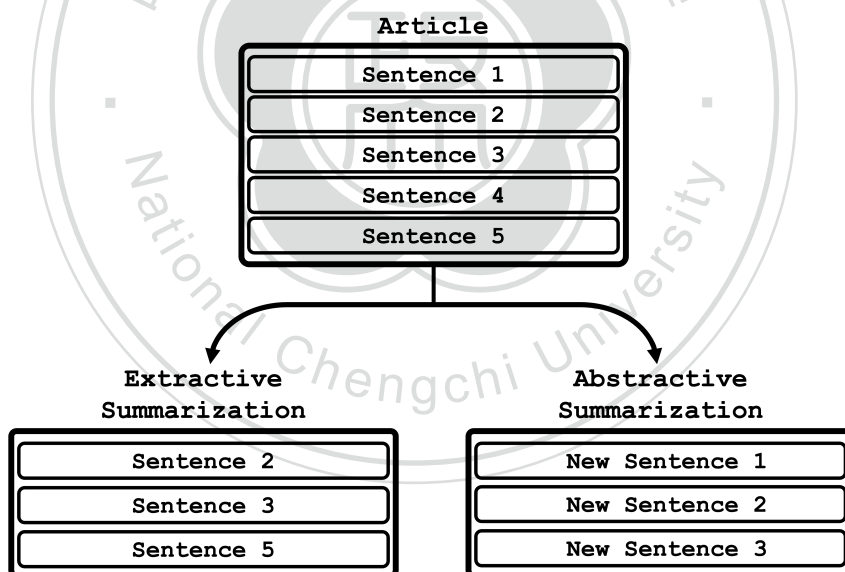 Article
Sentence 1
Sentence 2
Sentence 3
Sentence 4
Sentence 5
Extractive
Summarization
Sentence 2
Sentence 3
Sentence 5
Abstractive
Summarization
New Sentence 1
New Sentence 2
New Sentence 3
National Chengchi University